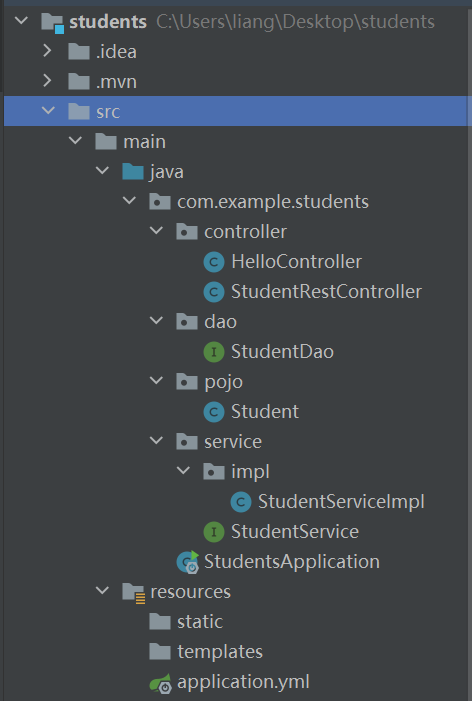 students C:\Users\liang\Desktop\students
.idea
.mvn
src
main
java
com.example.students
controller
HelloController
StudentRestController
dao
StudentDao
pojo
Student
service
impl
StudentServiceImpl
StudentService
StudentsApplication
resources
static
templates
application.yml